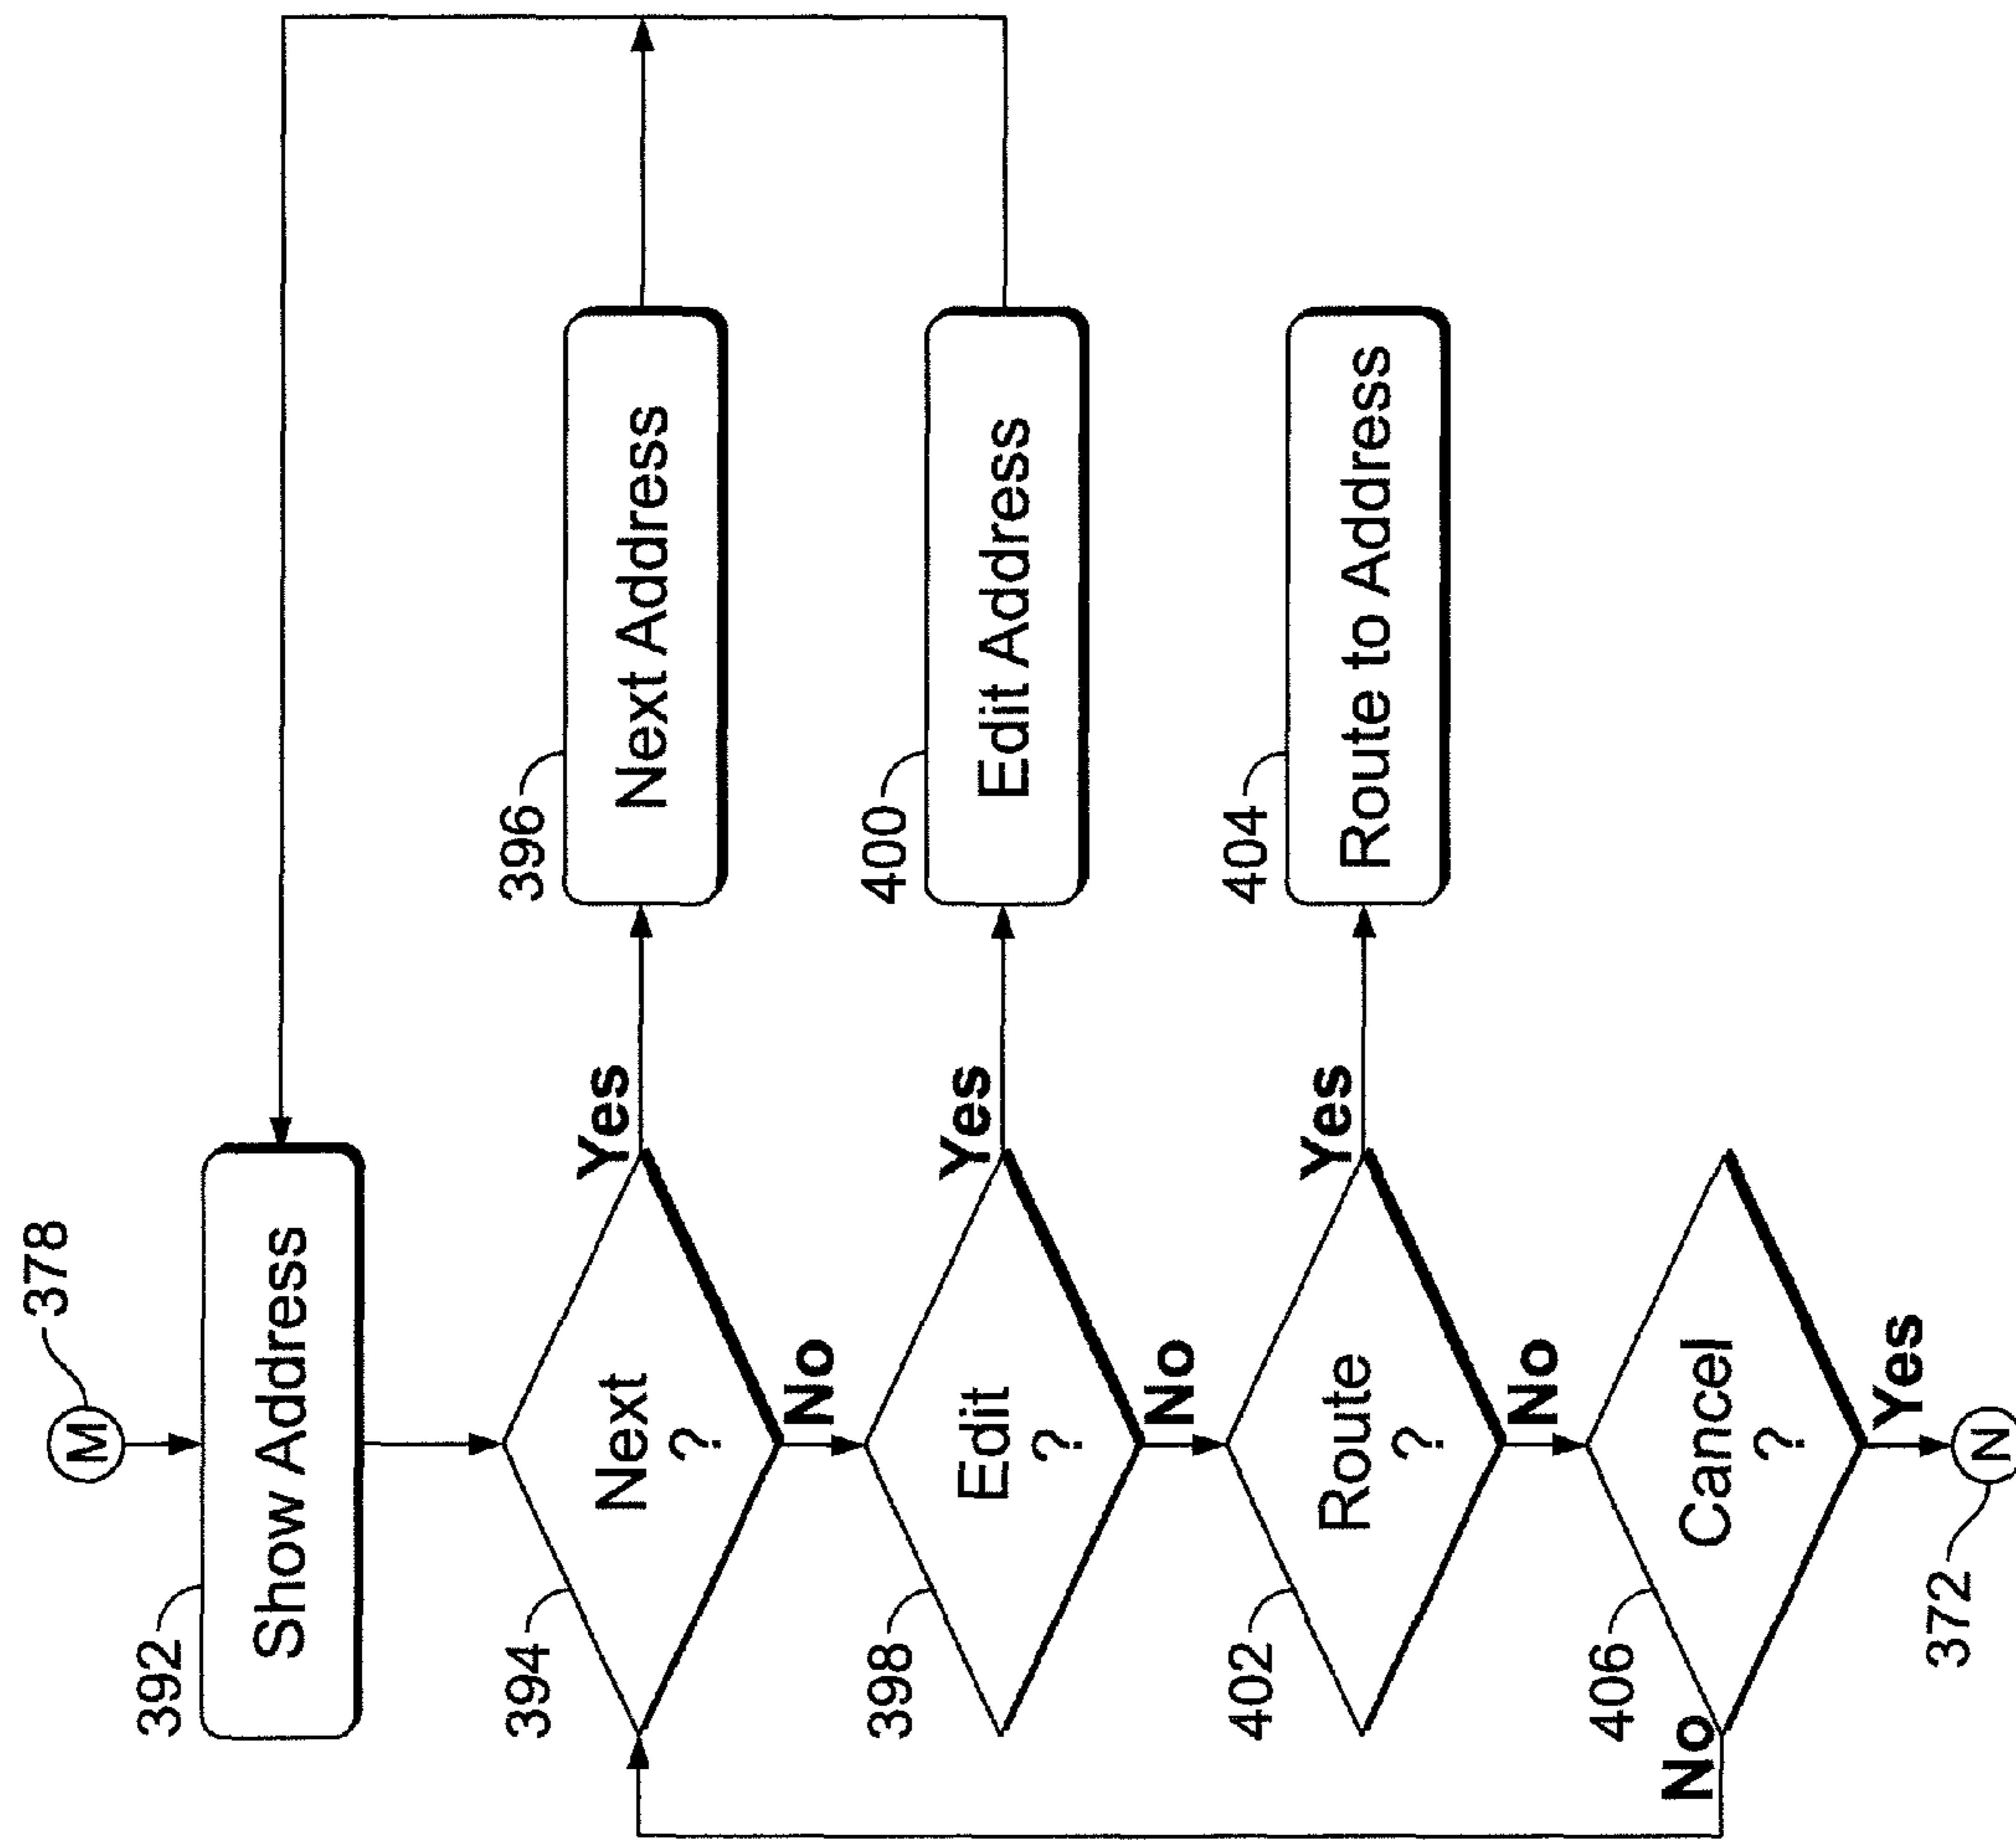 M
378
392
Show Address
394
Next
?
Yes
396
Next Address
No
398
Edit
?
Yes
400
Edit Address
No
402
Route
?
Yes
404
Route to Address
No
406
Cancel
?
No
Yes
372
N